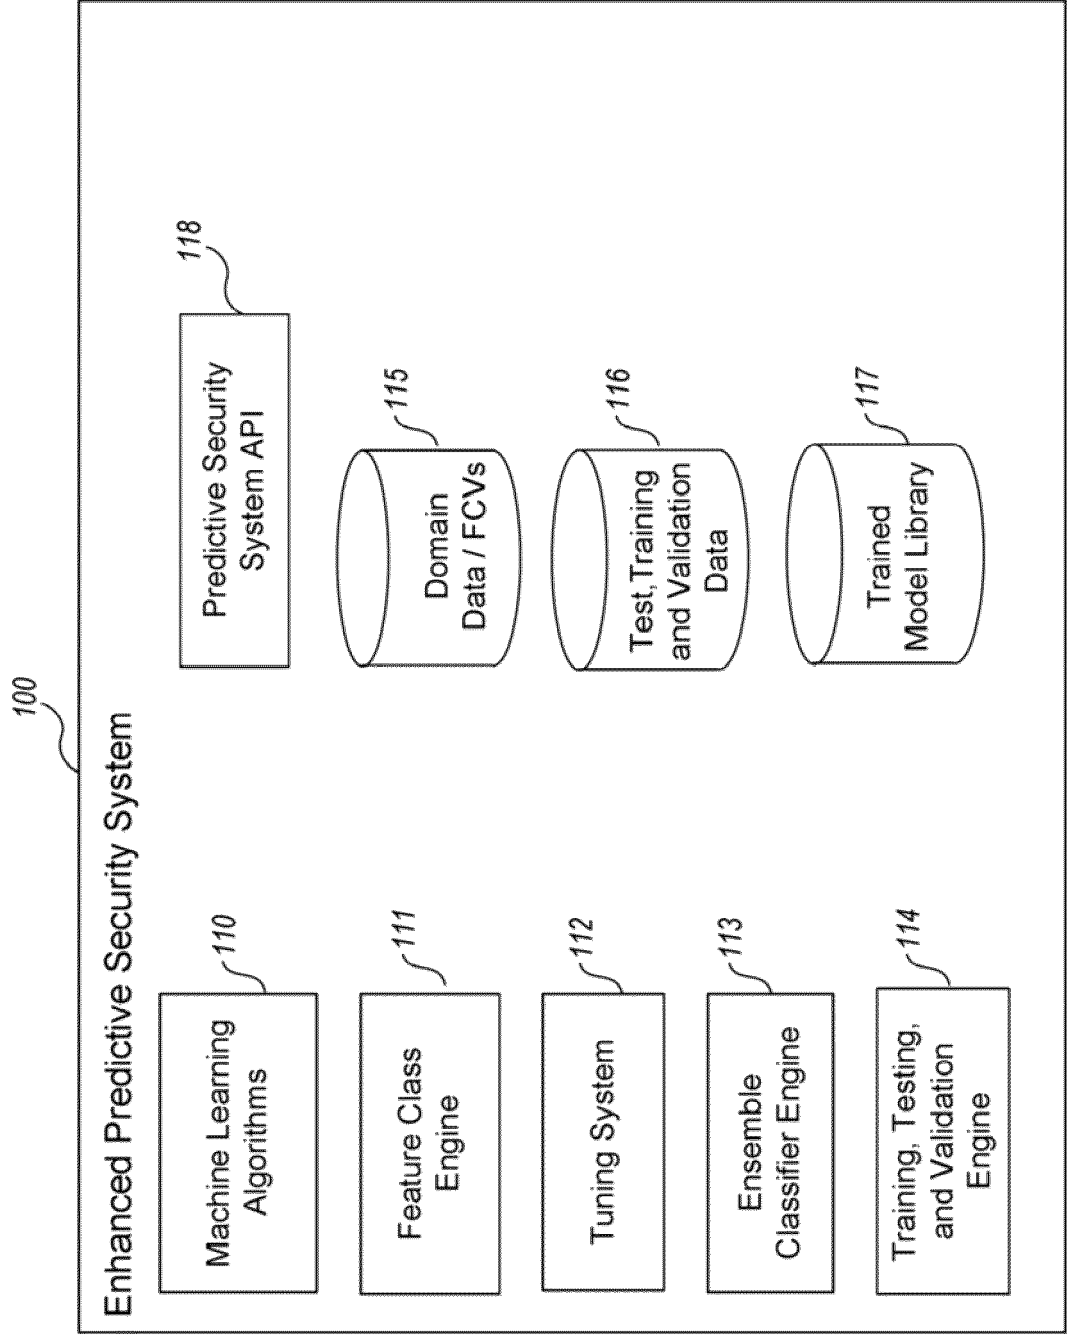 100
Enhanced Predictive Security System
110
Machine Learning
Algorithms
111
Feature Class
Engine
112
Tuning System
113
Ensemble
Classifier Engine
114
Training, Testing,
and Validation
Engine
118
Predictive Security
System API
115
Domain
Data / FCVs
116
Test,Training
and Validation
Data
117
Trained
Model Library